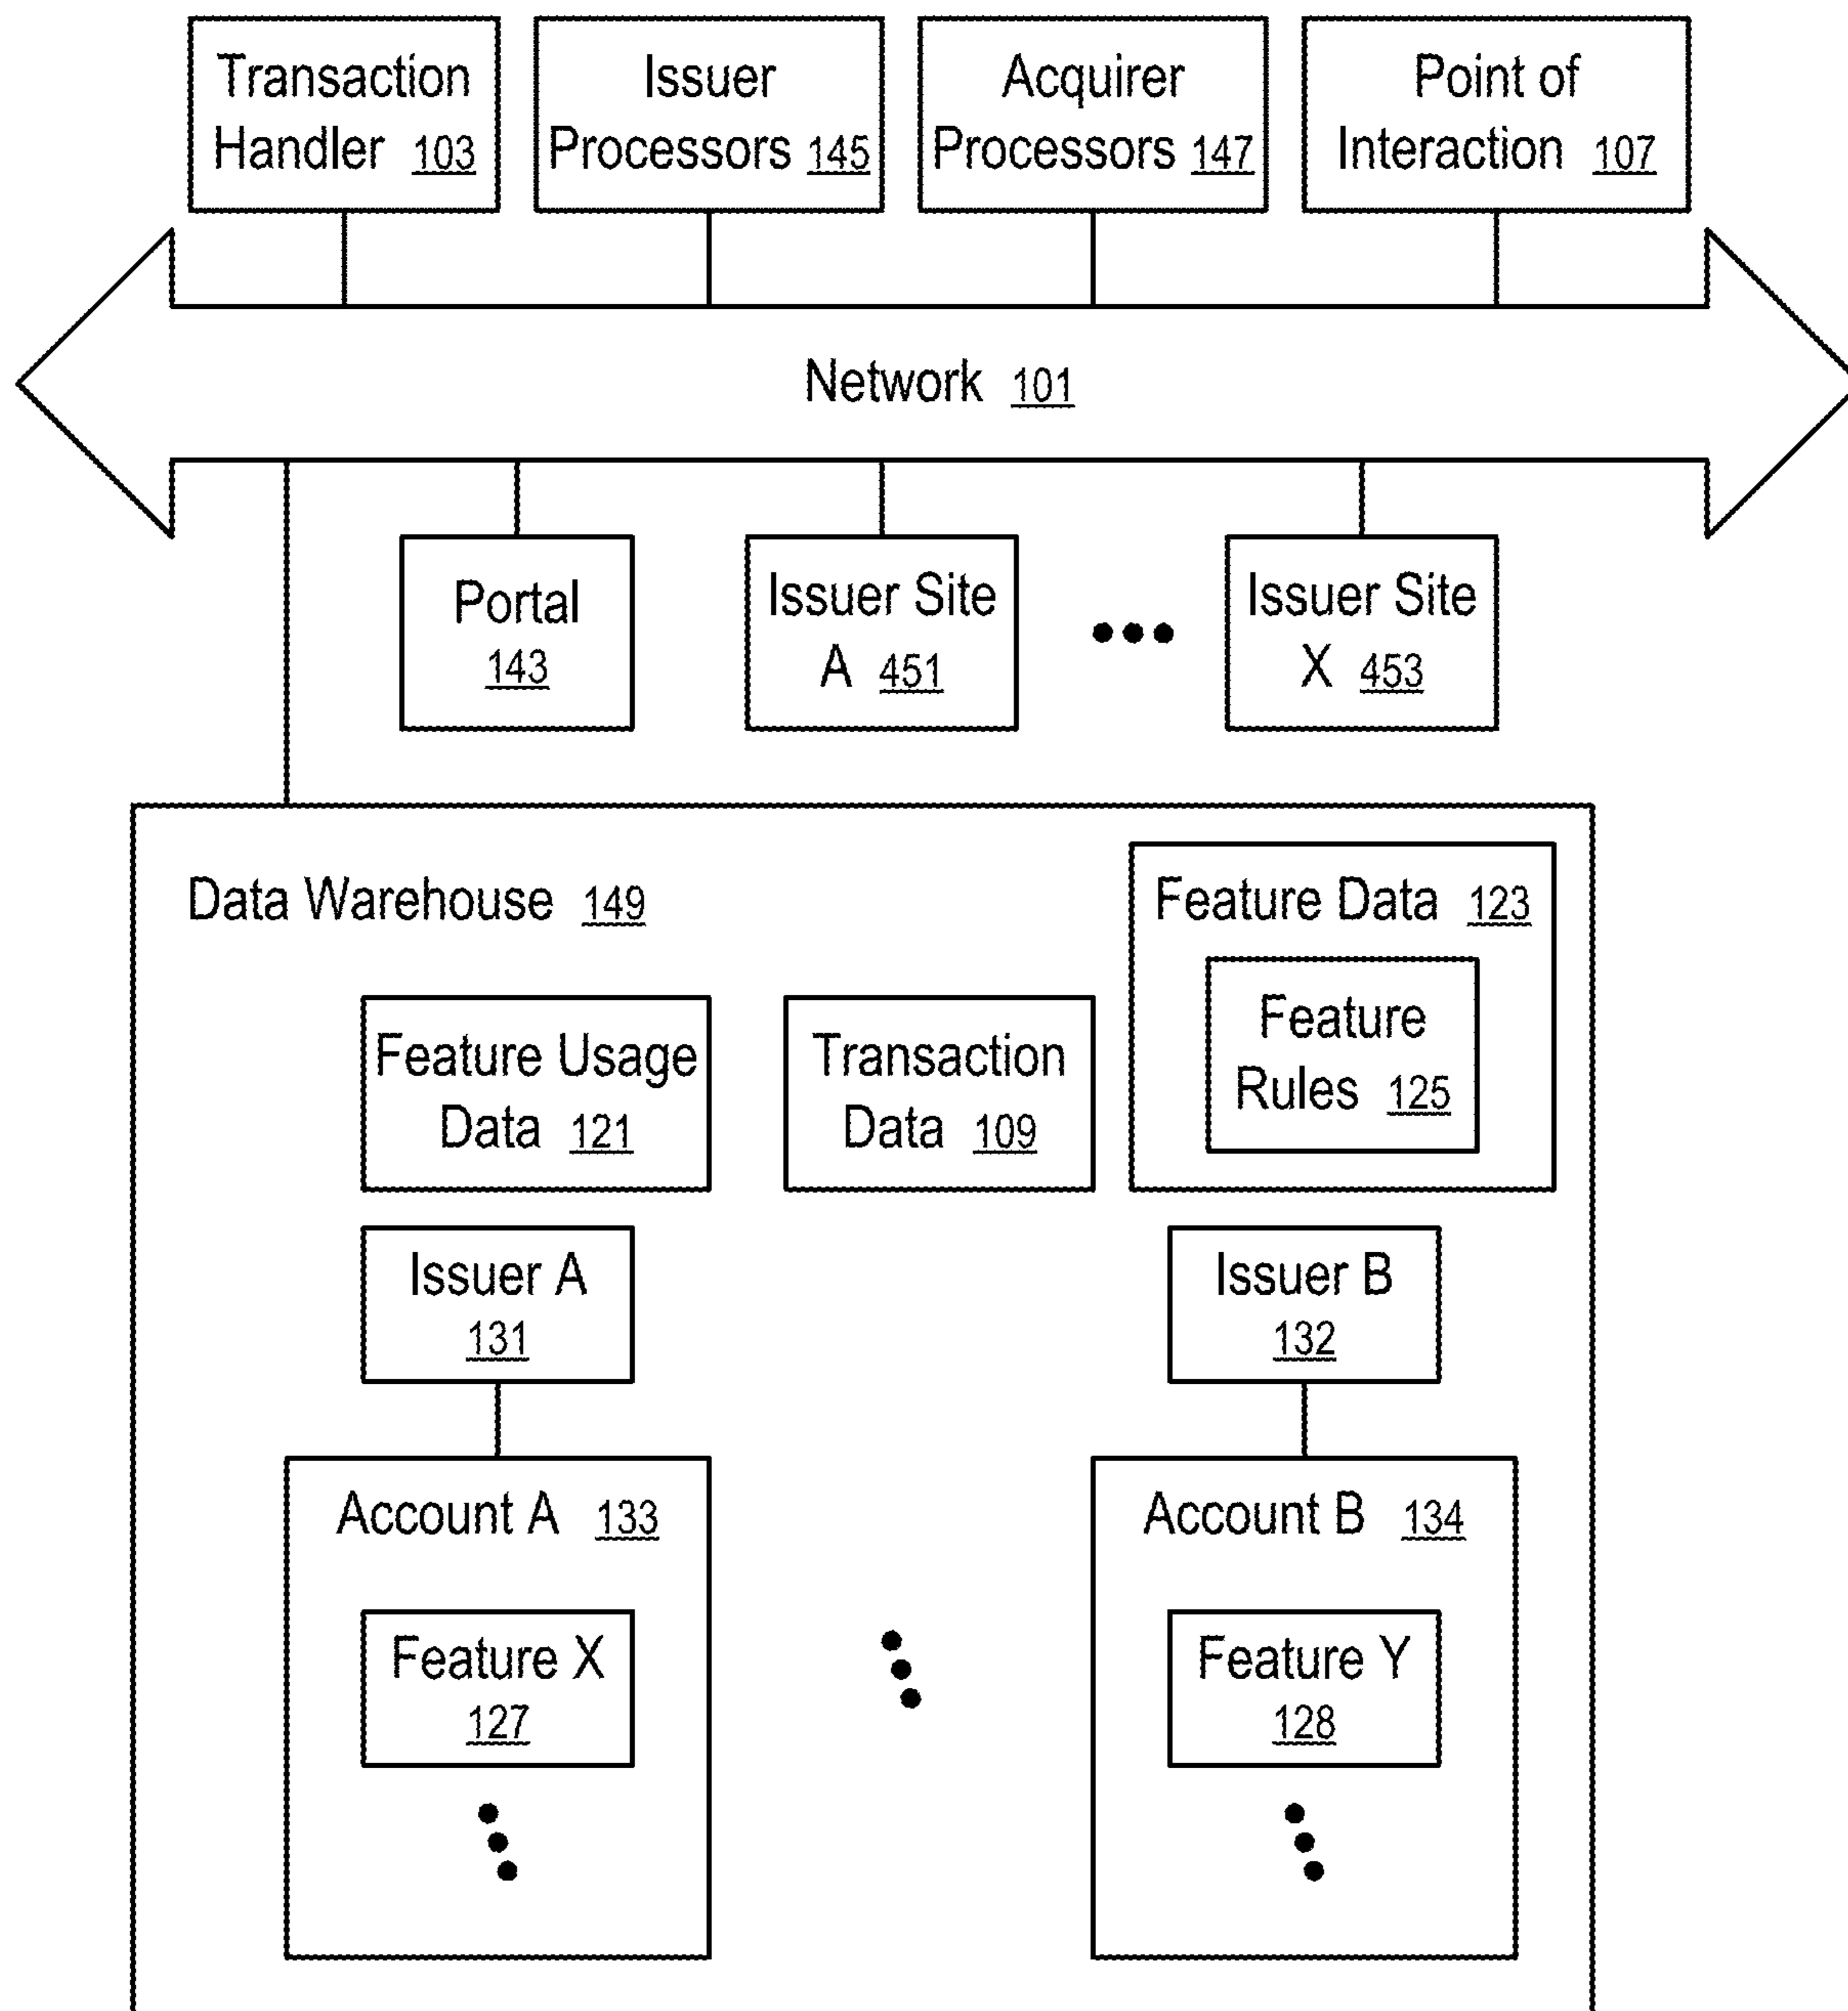 Transaction
Handler 103
Issuer
Processors 145
Acquirer
Processors 147
Point of
Interaction 107
Network 101
Portal
143
Issuer Site
A 451
Issuer Site
X 453
Data Warehouse 149
Feature Data 123
Feature
Rules 125
Feature Usage
Data 121
Transaction
Data 109
Issuer A
131
Issuer B
132
Account A 133
Account B 134
Feature X
127
Feature Y
128